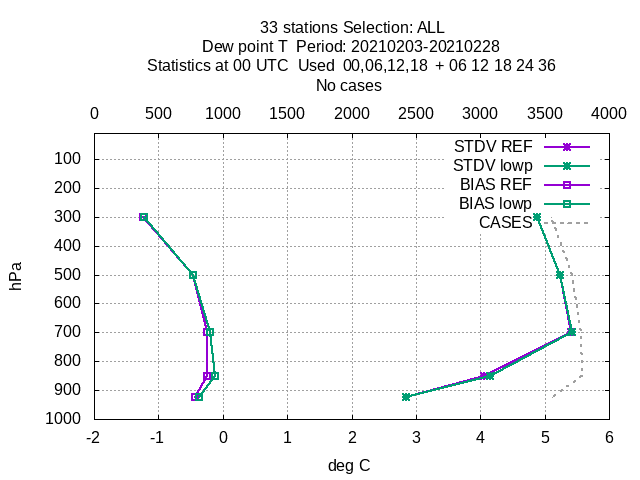 33 stations Selection: ALL
Dew point T  Period: 20210203-20210228
Statistics at 00 UTC  Used  00,06,12,18  + 06 12 18 24 36
No cases
0 500 1000 1500 2000 2500 3000 3500 4000
STDV REF
STDV lowp
BIAS REF
BIAS lowp
CASES
100
200
300
400
500
600
700
800
900
1000
hPa
-2 -1 0 1 2 3 4 5 6
deg C